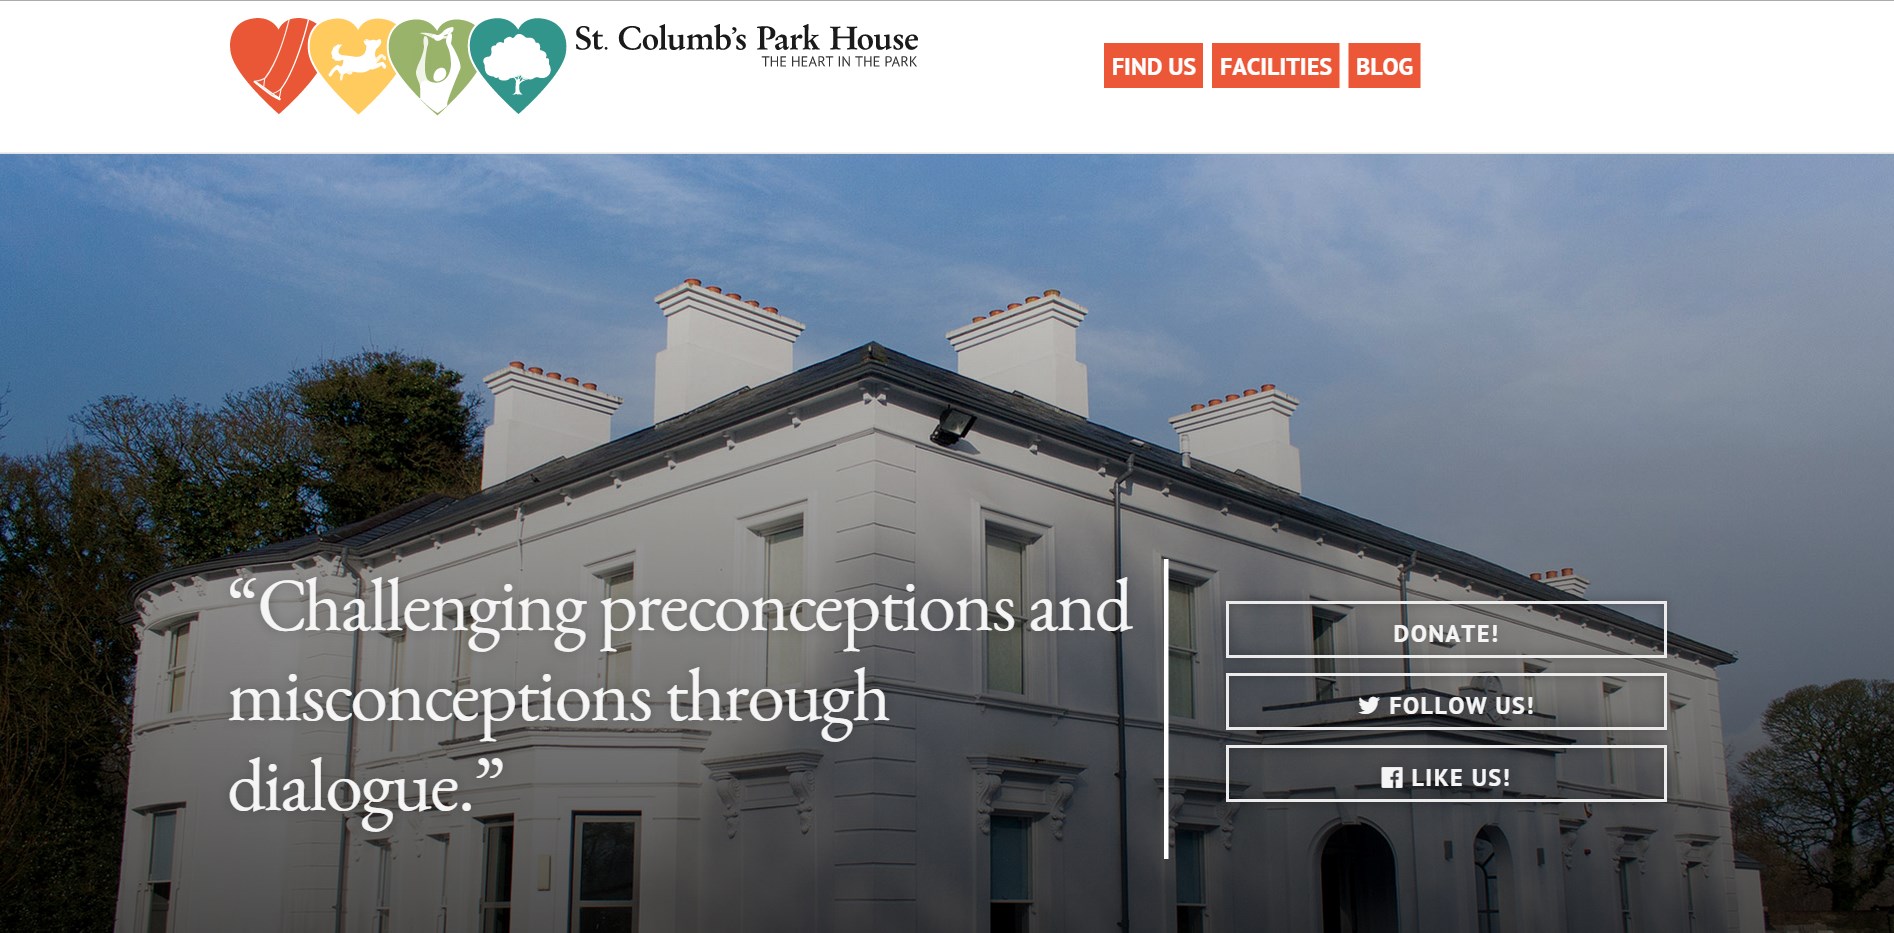 St. Columb's Park House
THE HEART IN THE PARK
FIND US
FACILITIES
BLOG
“Challenging preconceptions and
misconceptions through
dialogue.”
DONATE!
FOLLOW US!
LIKE US!